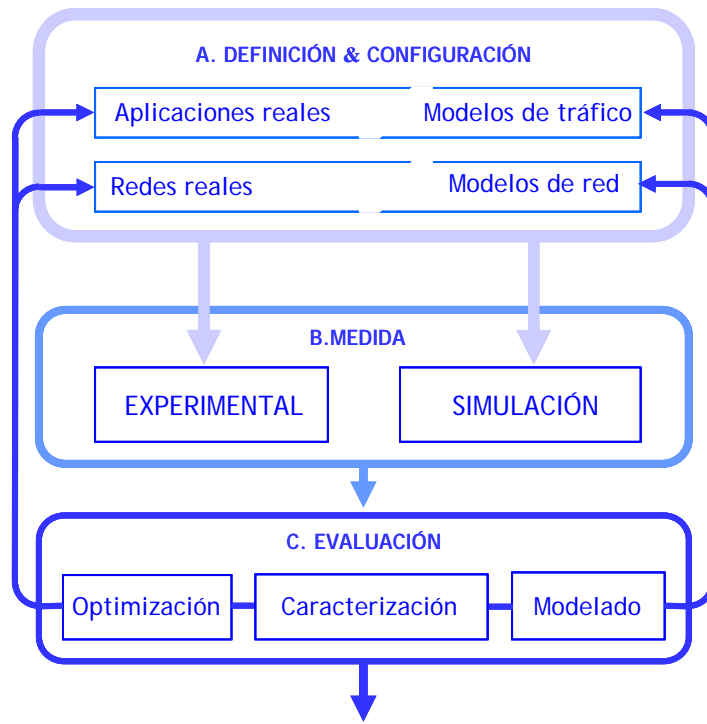 A. DEFINICIÓN & CONFIGURACIÓN
Aplicaciones reales
Modelos de tráfico
Redes reales
Modelos de red
B.MEDIDA
EXPERIMENTAL
SIMULACIÓN
C. EVALUACIÓN
Optimización
Caracterización
Modelado